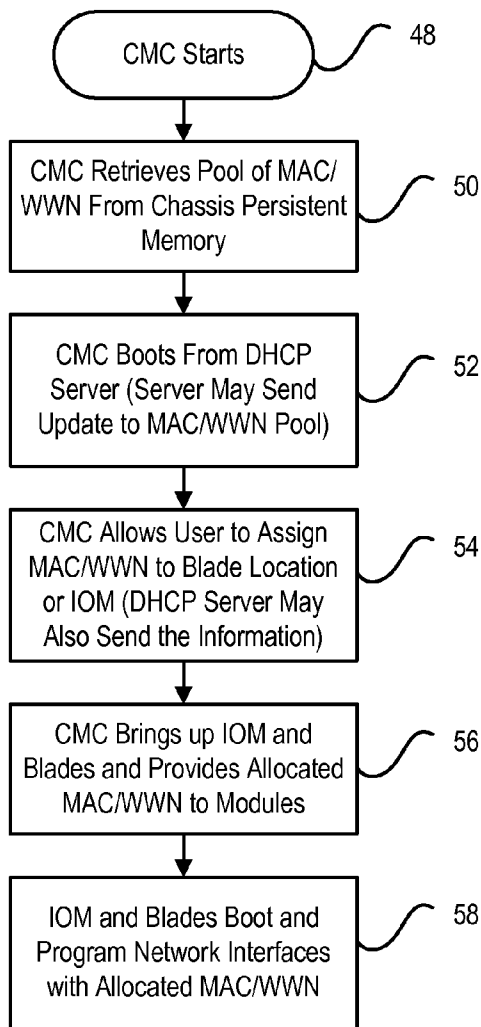 CMC Starts
48
CMC Retrieves Pool of MAC/
WWN From Chassis Persistent
Memory
50
CMC Boots From DHCP
Server (Server May Send
Update to MAC/WWN Pool)
52
CMC Allows User to Assign
MAC/WWN to Blade Location
or IOM (DHCP Server May
Also Send the Information)
54
CMC Brings up IOM and
Blades and Provides Allocated
MAC/WWN to Modules
56
IOM and Blades Boot and
Program Network Interfaces
with Allocated MAC/WWN
58